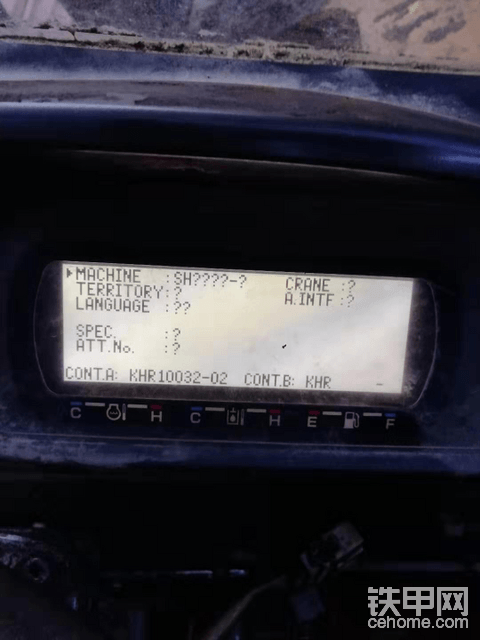 ▶MACHINE :SH????-? CRANE :?
TERRITORY:? A.INTF :?
LANGUAGE :??
SPEC. :?
ATT.No. :?
CONT.A: KHR10032-02 CONT.B: KHR -
C H C H E F
铁甲网
cehome.com